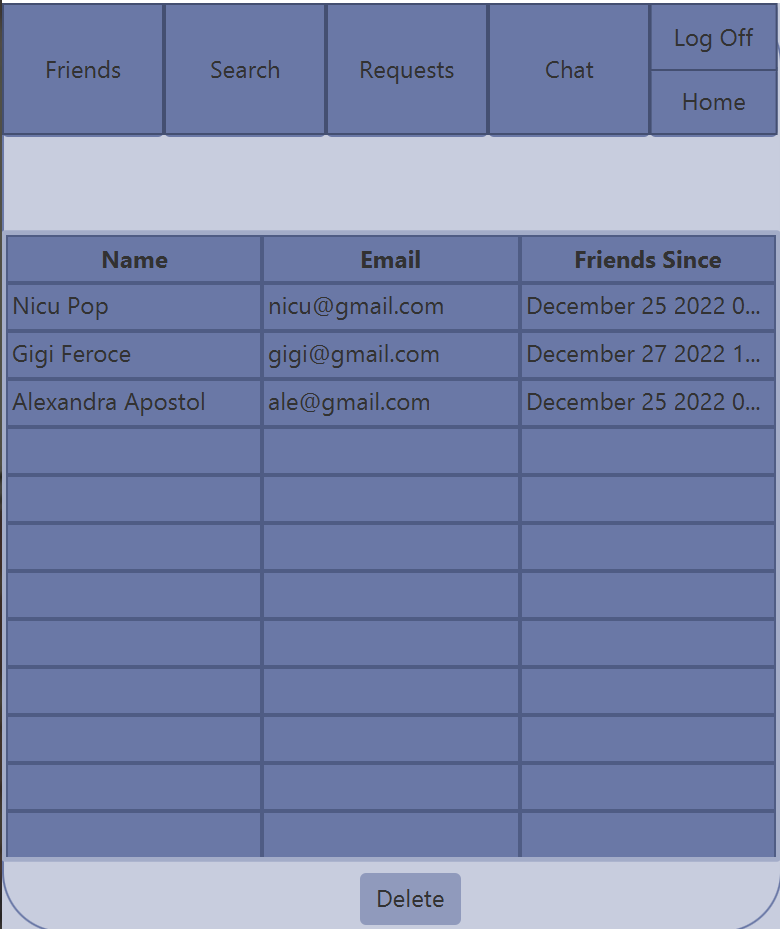 Friends Search Requests Chat Log Off
Home
Name Email Friends Since
Nicu Pop nicu@gmail.com December 25 2022 0...
Gigi Feroce gigi@gmail.com December 27 2022 1...
Alexandra Apostol ale@gmail.com December 25 2022 0...
Delete